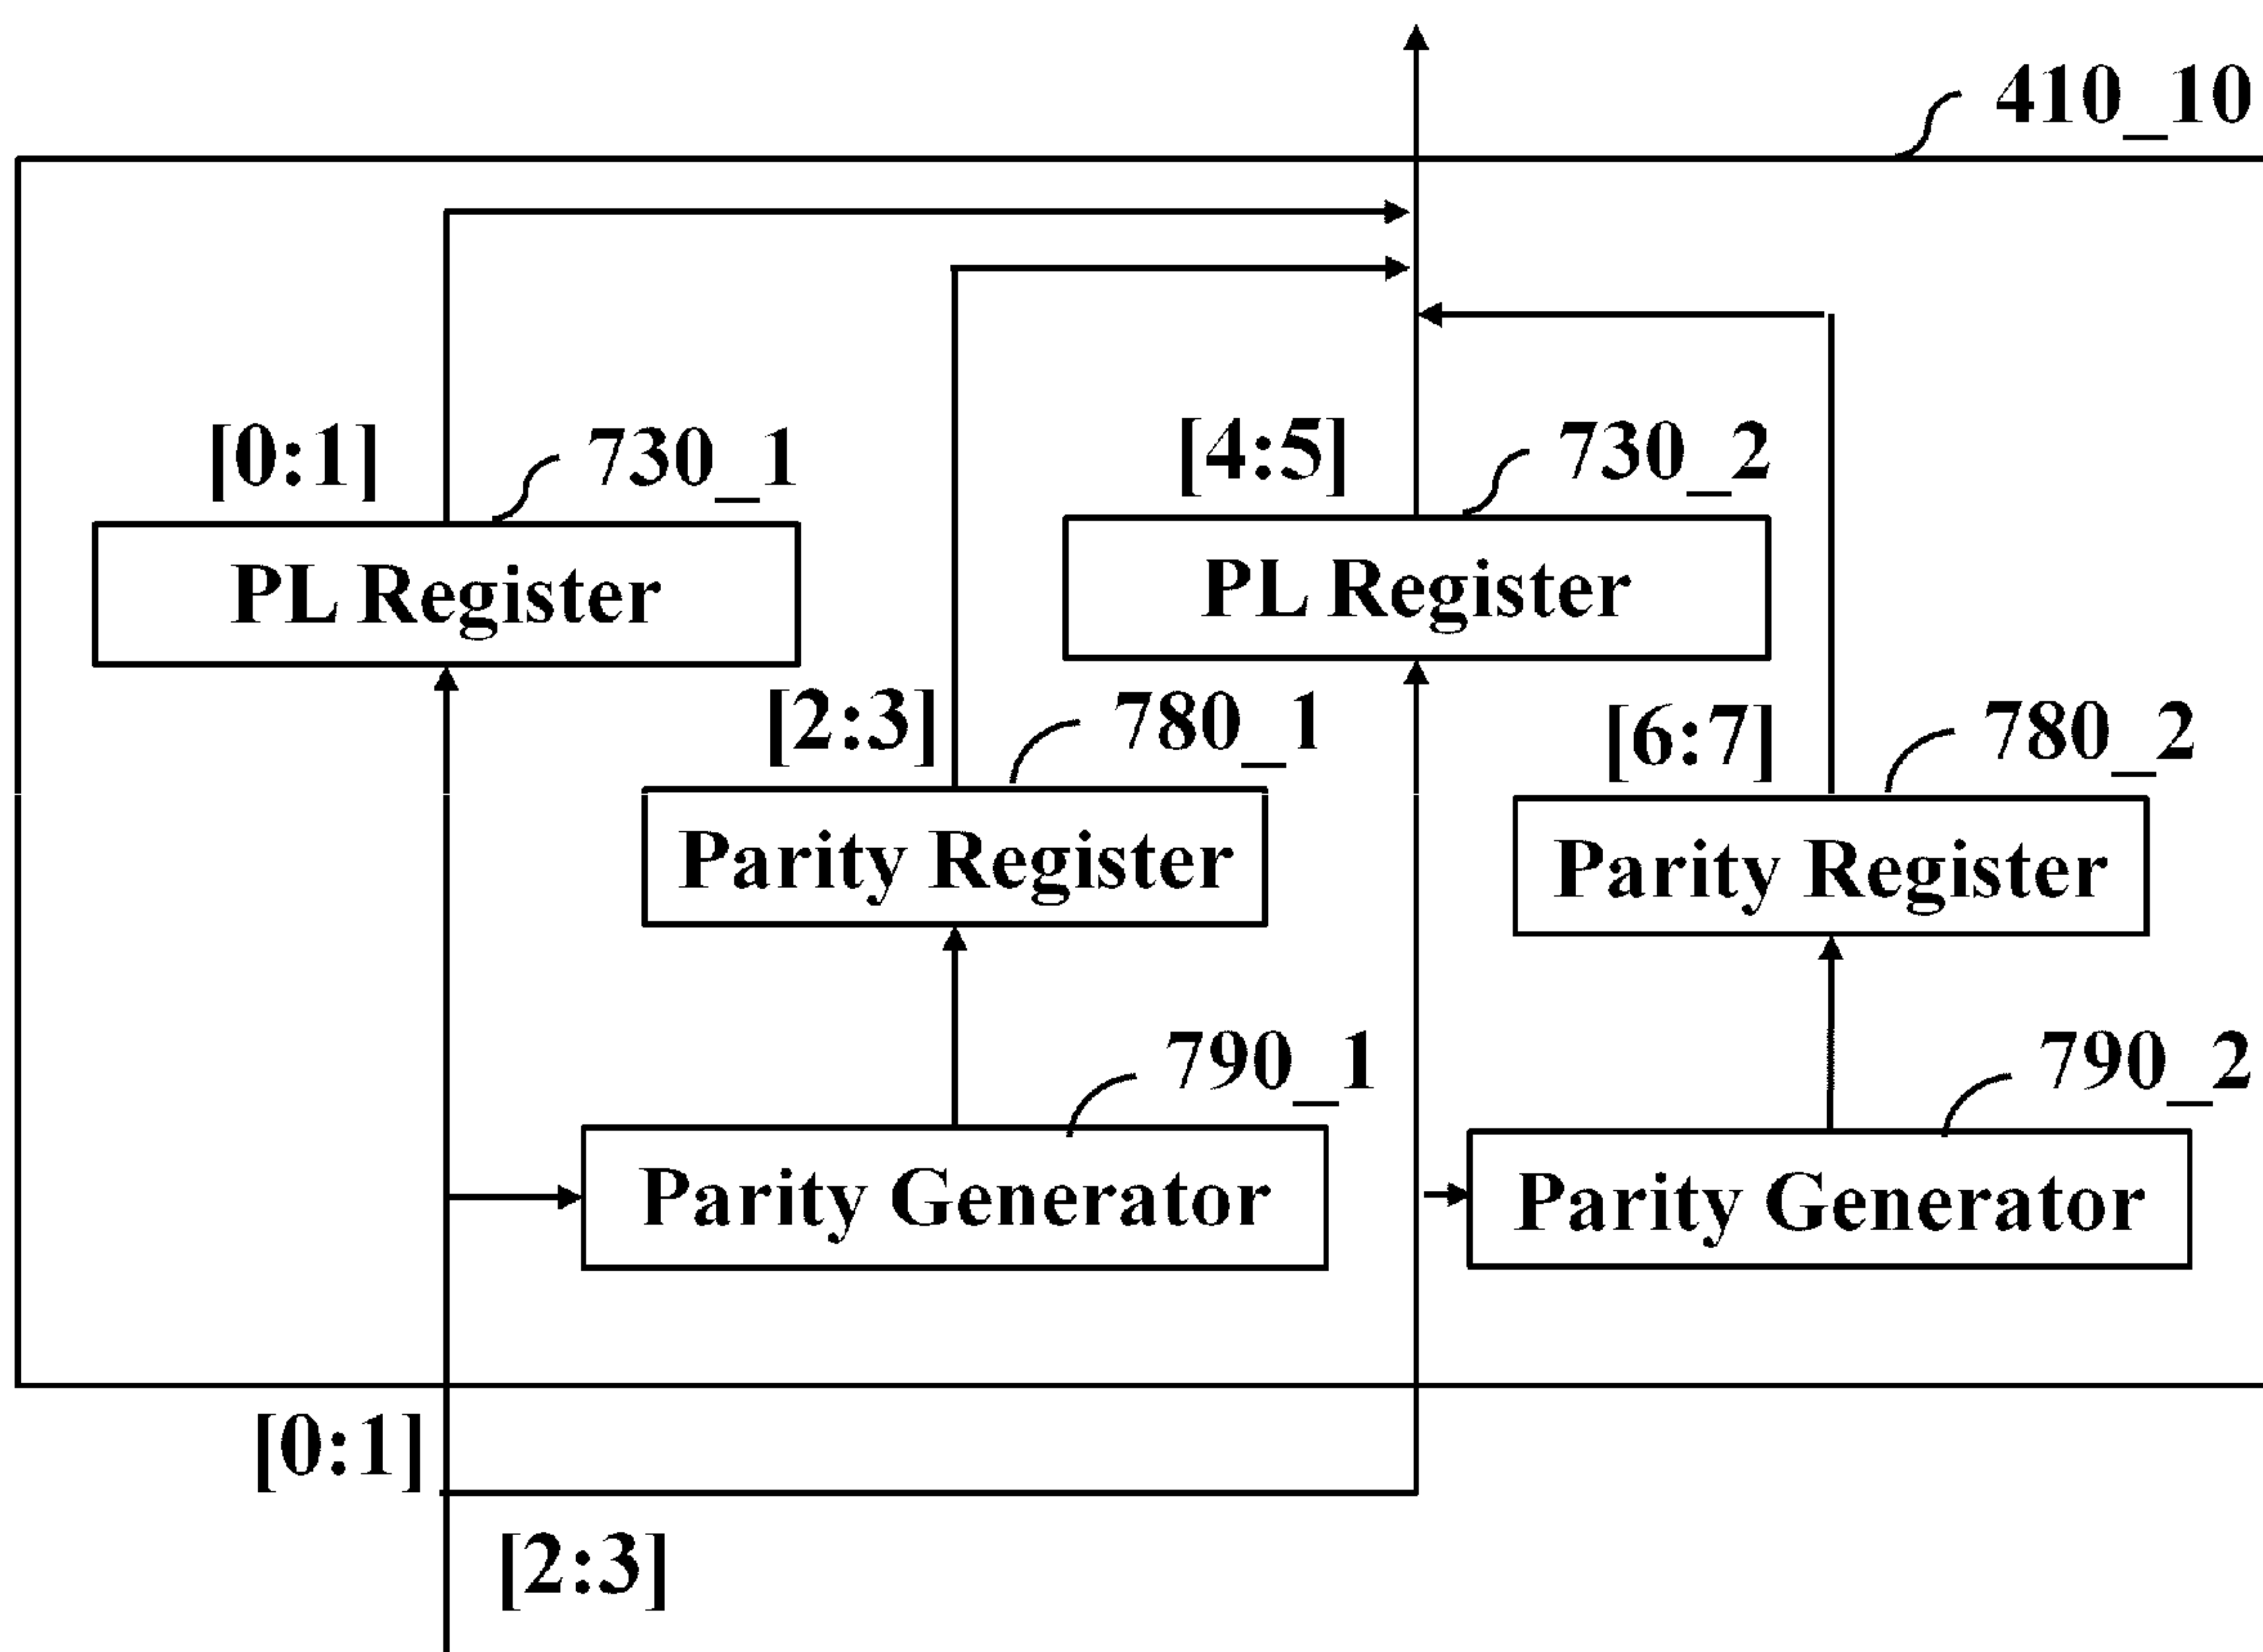 410_10
[0:1] 730_1 [4:5] 730_2
PL Register PL Register
[2:3] 780_1 [6:7] 780_2
Parity Register Parity Register
790_1 790_2
Parity Generator Parity Generator
[0:1]
[2:3]